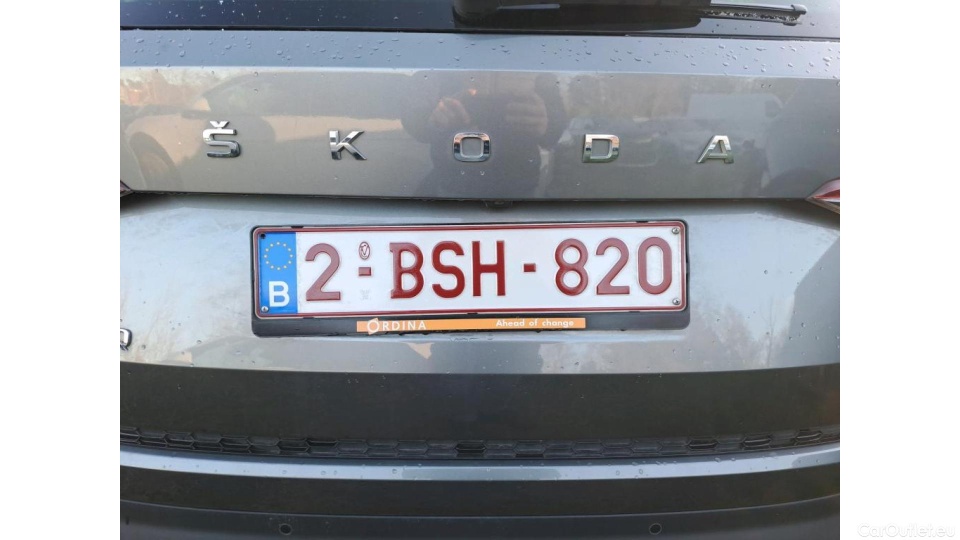 ŠKODA
B 2-BSH-820
ORDINA Ahead of change
CarOutlet.eu